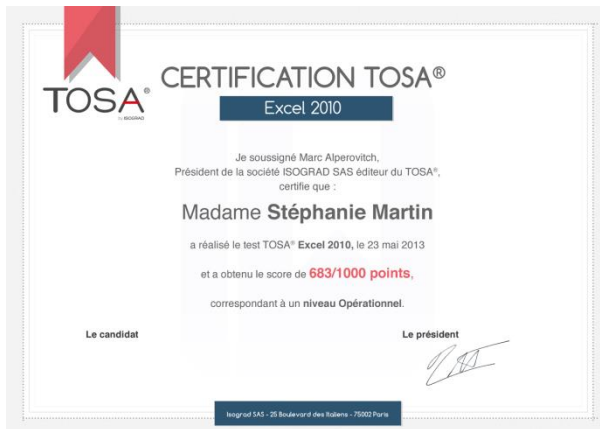 TOSA®
by ISOGRAD
CERTIFICATION TOSA®
Excel 2010
Je soussigné Marc Alperovitch,
Président de la société ISOGRAD SAS éditeur du TOSA®,
certifie que :
Madame Stéphanie Martin
a réalisé le test TOSA® Excel 2010, le 23 mai 2013
et a obtenu le score de 683/1000 points,
correspondant à un niveau Opérationnel.
Le candidat
Le président
Isograd SAS - 25 Boulevard des Italiens - 75002 Paris